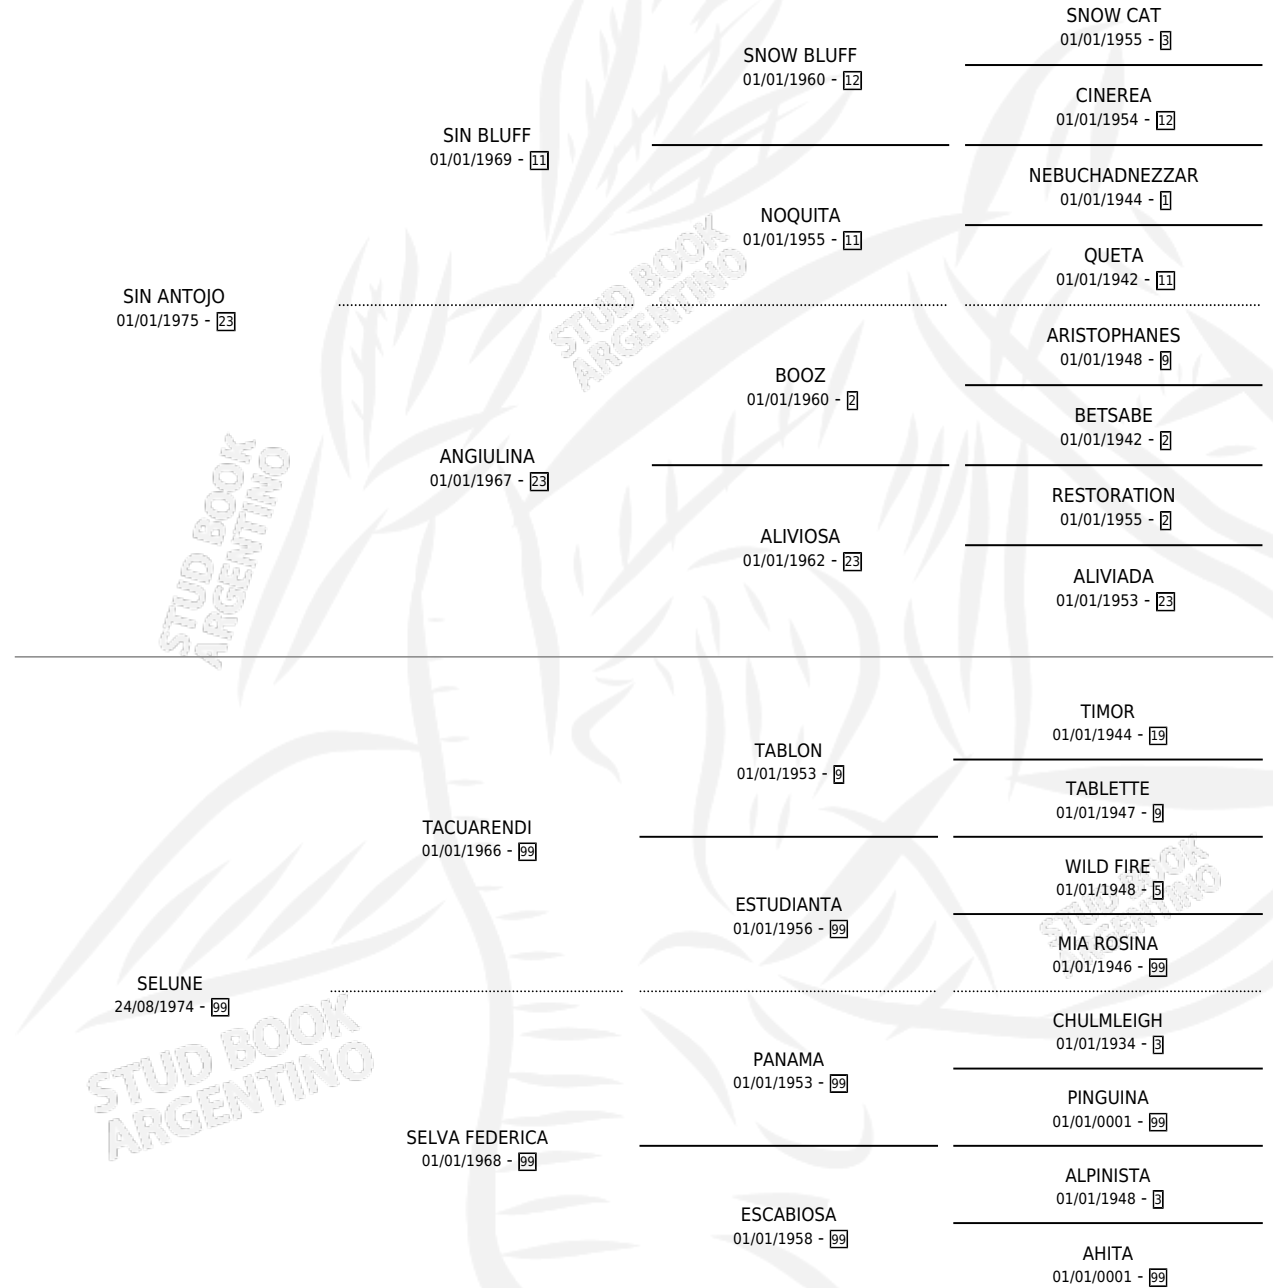 SNOW CAT
01/01/1955 - 3
SNOW BLUFF
01/01/1960 - 12
CINEREA
01/01/1954 - 12
SIN BLUFF
01/01/1969 - 11
NEBUCHADNEZZAR
01/01/1944 - 1
NOQUITA
01/01/1955 - 11
QUETA
01/01/1942 - 11
SIN ANTOJO
01/01/1975 - 23
STUD BOOK
ARGENTINO
ARISTOPHANES
01/01/1948 - 9
BOOZ
01/01/1960 - 2
BETSABE
01/01/1942 - 2
ANGIULINA
01/01/1967 - 23
RESTORATION
01/01/1955 - 2
ALIVIOSA
01/01/1962 - 23
ALIVIADA
01/01/1953 - 23
STUD BOOK
ARGENTINO
TIMOR
01/01/1944 - 19
TABLON
01/01/1953 - 9
TABLETTE
01/01/1947 - 9
TACUARENDI
01/01/1966 - 99
WILD FIRE
01/01/1948 - 5
ESTUDIANTA
01/01/1956 - 99
MIA ROSINA
01/01/1946 - 99
STUD BOOK
ARGENTINO
SELUNE
24/08/1974 - 99
STUD BOOK
ARGENTINO
CHULMLEIGH
01/01/1934 - 3
PANAMA
01/01/1953 - 99
PINGUINA
01/01/0001 - 99
SELVA FEDERICA
01/01/1968 - 99
ALPINISTA
01/01/1948 - 3
ESCABIOSA
01/01/1958 - 99
AHITA
01/01/0001 - 99